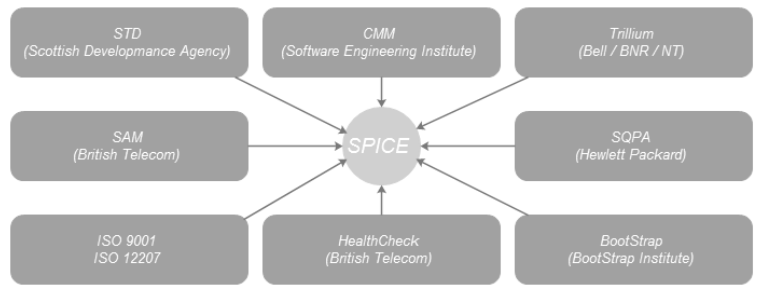 STD
(Scottish Developmance Agency)
CMM
(Software Engineering Institute)
Trillium
(Bell / BNR / NT)
SAM
(British Telecom)
SPICE
SQPA
(Hewlett Packard)
ISO 9001
ISO 12207
HealthCheck
(British Telecom)
BootStrap
(BootStrap Institute)